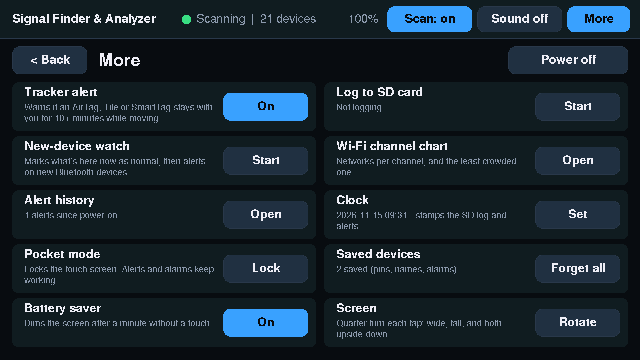 Signal Finder & Analyzer
Scanning | 21 devices
100%
Scan: on
Sound off
More
< Back
More
Power off
Tracker alert
Warns if an AirTag, Tile or SmartTag stays with
you for 10+ minutes while moving
On
Log to SD card
Not logging
Start
New-device watch
Marks what's here now as normal, then alerts
on new Bluetooth devices
Start
Wi-Fi channel chart
Networks per channel, and the least crowded
one
Open
Alert history
alerts since power on
Open
Clock
2026-11-15 09:31 - stamps the SD log and
alerts
Set
Pocket mode
Locks the touch screen. Alerts and alarms keep
working
Lock
Saved devices
2 saved (pins, names, alarms)
Forget all
Battery saver
Dims the screen after a minute without a touch
On
Screen
Quarter turn each tap: wide, tall, and both
upside down
Rotate